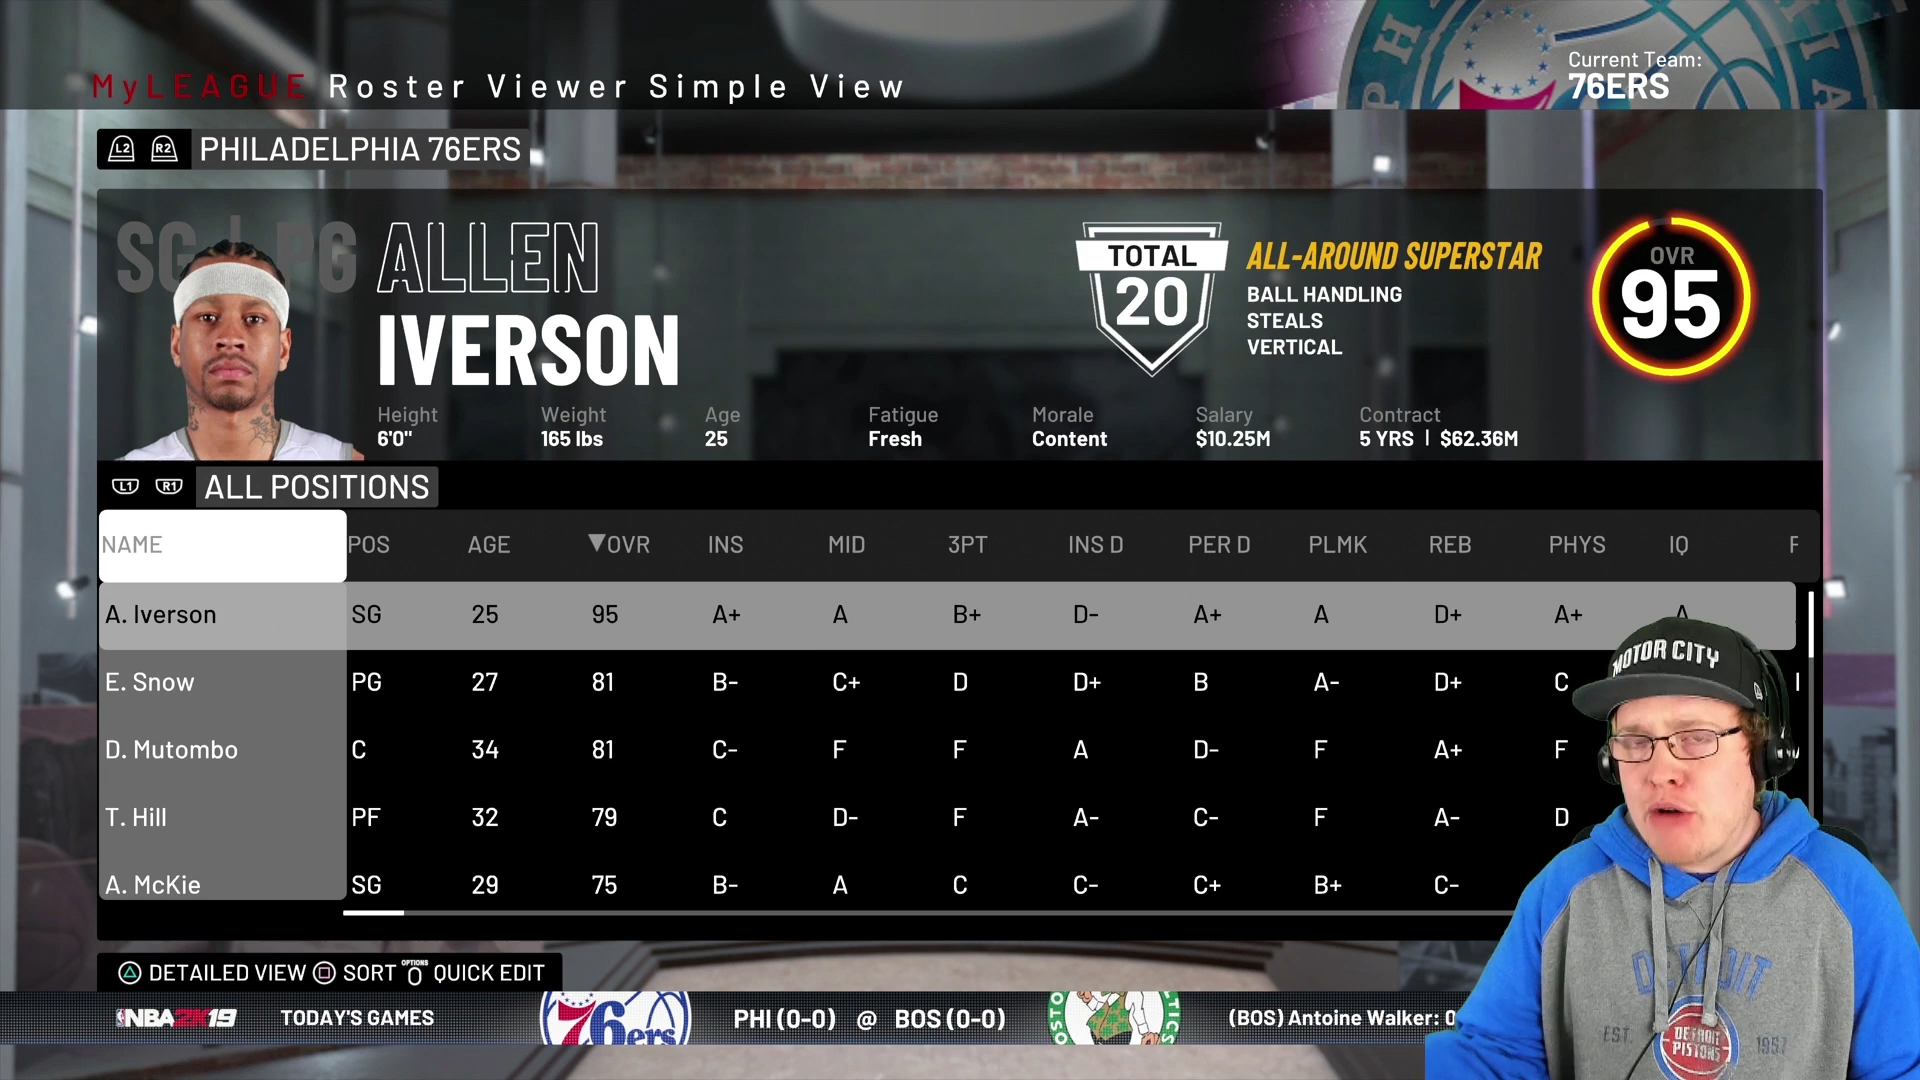 MyLEAGUE Roster Viewer Simple View
Current Team:
76ERS
L2 R2 PHILADELPHIA 76ERS
SG | PG ALLEN
IVERSON
TOTAL
20
ALL-AROUND SUPERSTAR
BALL HANDLING
STEALS
VERTICAL
OVR
95
Height Weight Age Fatigue Morale Salary Contract
6'0" 165 lbs 25 Fresh Content $10.25M 5 YRS | $62.36M
L1 R1 ALL POSITIONS
NAME POS AGE ▼OVR INS MID 3PT INS D PER D PLMK REB PHYS IQ
A. Iverson SG 25 95 A+ A B+ D- A+ A D+ A+ A
E. Snow PG 27 81 B- C+ D D+ B A- D+ C
D. Mutombo C 34 81 C- F F A D- F A+ F
T. Hill PF 32 79 C D- F A- C- F A- D
A. McKie SG 29 75 B- A C C- C+ B+ C-
MOTOR CITY
DETAILED VIEW SORT OPTIONS QUICK EDIT
NBA 2K19 TODAY'S GAMES 76ers PHI (0-0) @ BOS (0-0) (BOS) Antoine Walker: 0
DETROIT
EST. 1957
DETROIT
PISTONS